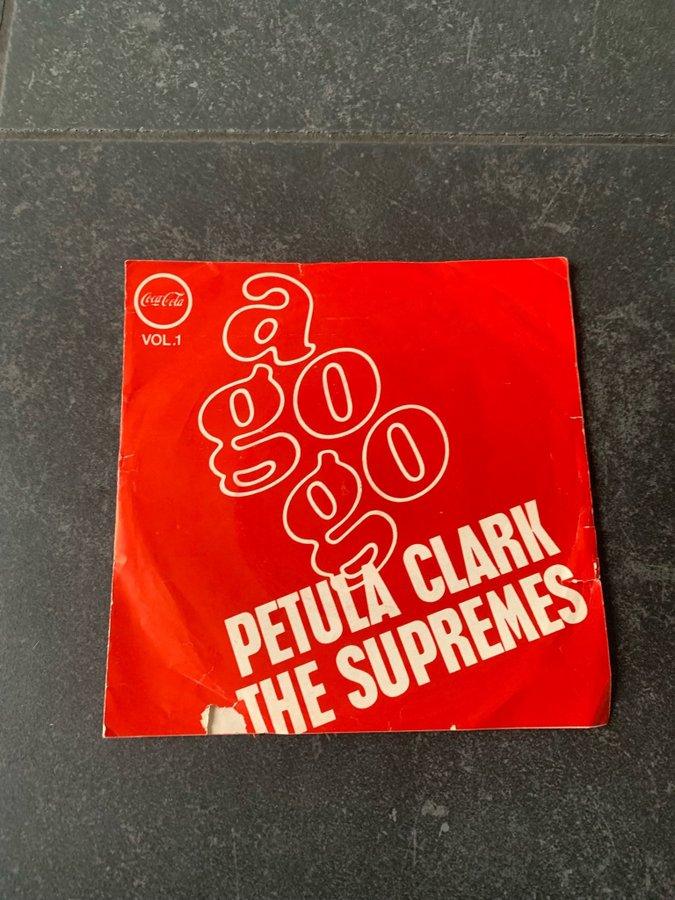 Coca-Cola
VOL.1
a
go
go
PETULA CLARK
THE SUPREMES